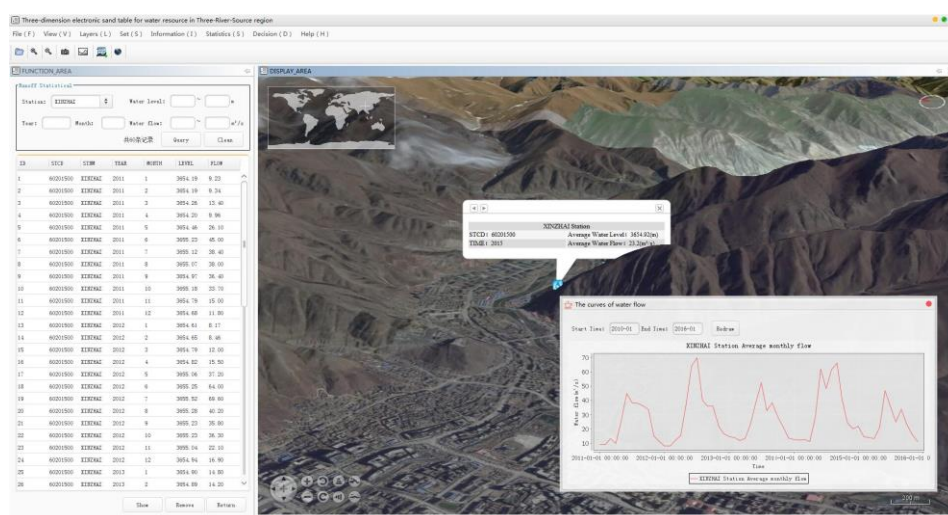 Three-dimension electronic sand table for water resource in Three-River-Source region
File ( F ) View ( V ) Layers ( L ) Set ( S ) Information ( I ) Statistics ( S ) Decision ( D ) Help ( H )
FUNCTION_AREA
Runoff Statistical
Station: XINZHAI Water Level: ~ m
Year: Month: Water flow: ~ m³/s
共60条记录 Query Clean
ID STCD STNM YEAR MONTH LEVEL FLOW
1 60201500 XINZHAI 2011 1 3654.19 9.23
2 60201500 XINZHAI 2011 2 3654.19 9.34
3 60201500 XINZHAI 2011 3 3654.26 13.40
4 60201500 XINZHAI 2011 4 3654.20 9.96
5 60201500 XINZHAI 2011 5 3654.46 26.10
6 60201500 XINZHAI 2011 6 3655.23 45.00
7 60201500 XINZHAI 2011 7 3655.12 38.40
8 60201500 XINZHAI 2011 8 3655.07 38.00
9 60201500 XINZHAI 2011 9 3654.97 36.40
10 60201500 XINZHAI 2011 10 3655.18 33.70
11 60201500 XINZHAI 2011 11 3654.79 15.00
12 60201500 XINZHAI 2011 12 3654.68 11.80
13 60201500 XINZHAI 2012 1 3654.61 8.17
14 60201500 XINZHAI 2012 2 3654.65 8.46
15 60201500 XINZHAI 2012 3 3654.79 12.00
16 60201500 XINZHAI 2012 4 3654.82 15.50
17 60201500 XINZHAI 2012 5 3655.06 37.20
18 60201500 XINZHAI 2012 6 3655.25 64.00
19 60201500 XINZHAI 2012 7 3655.52 69.60
20 60201500 XINZHAI 2012 8 3655.28 40.20
21 60201500 XINZHAI 2012 9 3655.23 35.80
22 60201500 XINZHAI 2012 10 3655.23 36.30
23 60201500 XINZHAI 2012 11 3655.04 22.10
24 60201500 XINZHAI 2012 12 3654.94 16.90
25 60201500 XINZHAI 2013 1 3654.90 14.80
26 60201500 XINZHAI 2013 2 3654.89 14.20
Show Remove Return
DISPLAY_AREA
XINZHAI Station
STCD: 60201500 Average Water Level: 3654.92(m)
TIME: 2013 Average Water Flow: 23.2(m³/s)
The curves of water flow
Start Time: 2010-01 End Time: 2016-01 Redraw
XINZHAI Station Average monthly flow
Water flow(m³/s)
70
60
50
40
30
20
10
2011-01-01 00:00:00 2012-01-01 00:00:00 2013-01-01 00:00:00 2014-01-01 00:00:00 2015-01-01 00:00:00 2016-01-01 0
Time
XINZHAI Station Average monthly flow
200 m